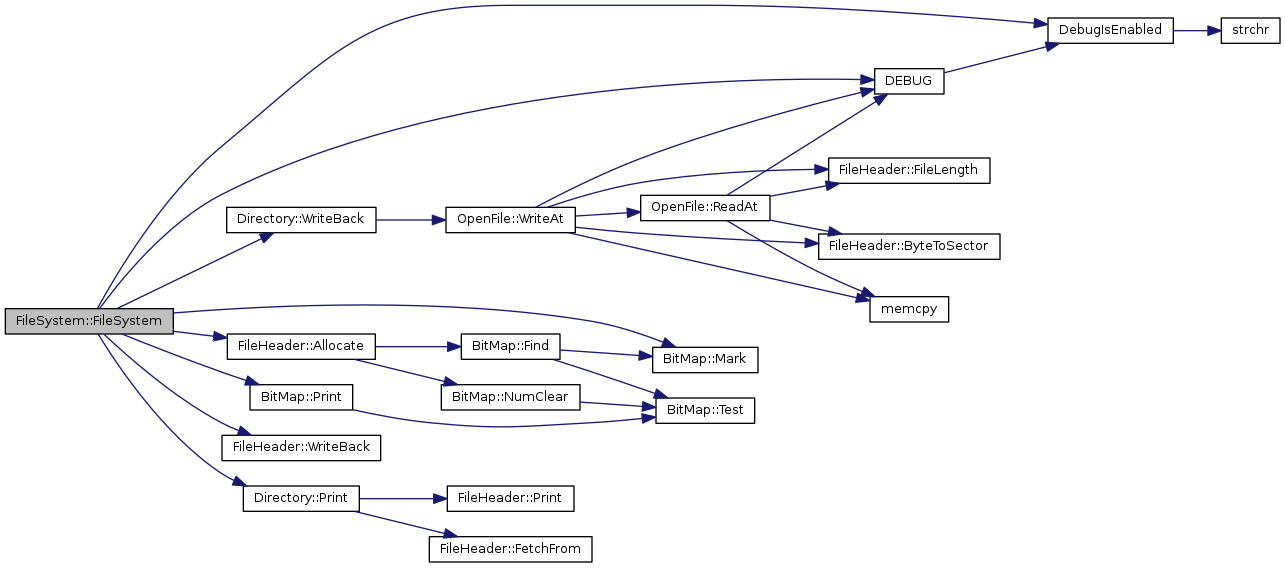 DebugIsEnabled
strchr
DEBUG
FileHeader::FileLength
OpenFile::ReadAt
Directory::WriteBack
OpenFile::WriteAt
FileHeader::ByteToSector
memcpy
FileSystem::FileSystem
FileHeader::Allocate
BitMap::Find
BitMap::Mark
BitMap::Print
BitMap::NumClear
BitMap::Test
FileHeader::WriteBack
Directory::Print
FileHeader::Print
FileHeader::FetchFrom